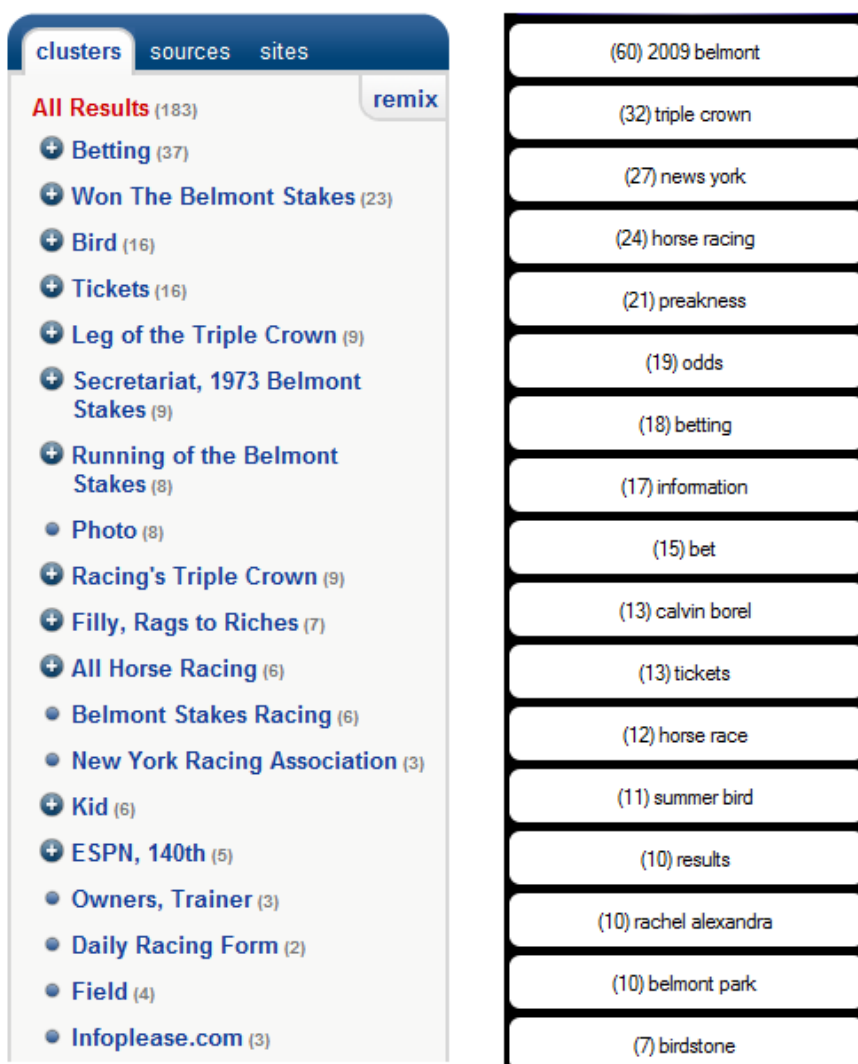 clusters sources sites
remix
All Results (183)
Betting (37)
Won The Belmont Stakes (23)
Bird (16)
Tickets (16)
Leg of the Triple Crown (9)
Secretariat, 1973 Belmont
Stakes (9)
Running of the Belmont
Stakes (8)
Photo (8)
Racing's Triple Crown (9)
Filly, Rags to Riches (7)
All Horse Racing (6)
Belmont Stakes Racing (6)
New York Racing Association (3)
Kid (6)
ESPN, 140th (5)
Owners, Trainer (3)
Daily Racing Form (2)
Field (4)
Infoplease.com (3)
(60) 2009 belmont
(32) triple crown
(27) news york
(24) horse racing
(21) preakness
(19) odds
(18) betting
(17) information
(15) bet
(13) calvin borel
(13) tickets
(12) horse race
(11) summer bird
(10) results
(10) rachel alexandra
(10) belmont park
(7) birdstone